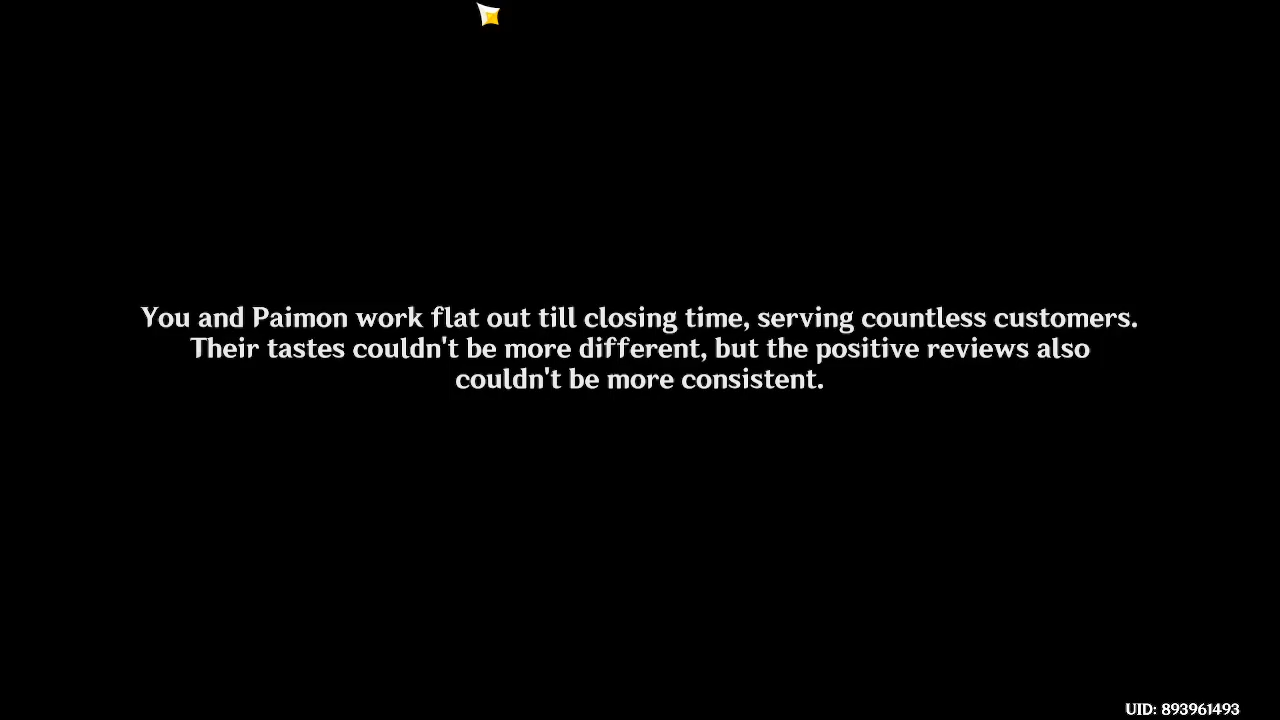 You and Paimon work flat out till closing time, serving countless customers.
Their tastes couldn't be more different, but the positive reviews also
couldn't be more consistent.
UID: 893961493